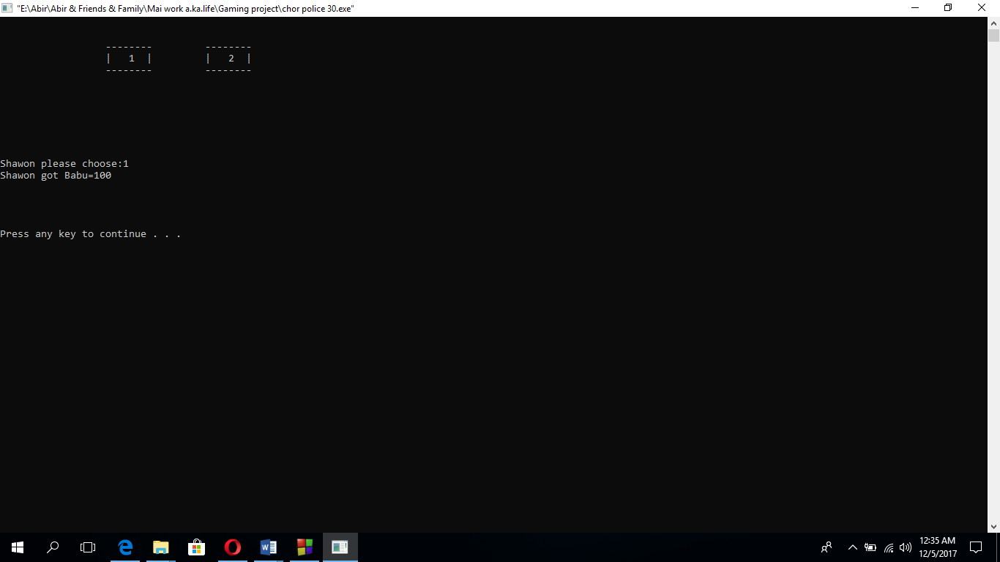 "E:\Abir\Abir & Friends & Family\Mai work a.ka.life\Gaming project\chor police 30.exe"
-------- --------
| 1 | | 2 |
-------- --------
Shawon please choose:1
Shawon got Babu=100
Press any key to continue . . .
12:35 AM
12/5/2017